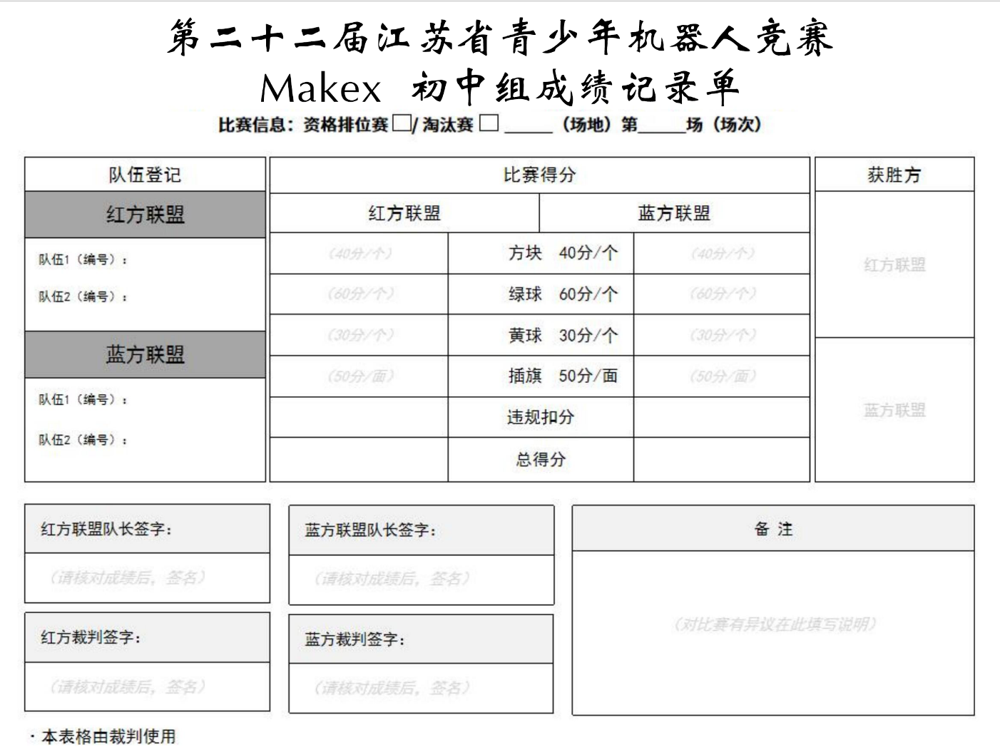 第二十二届江苏省青少年机器人竞赛
Makex 初中组成绩记录单
比赛信息：资格排位赛□/淘汰赛□ _____（场地）第_____场（场次）
队伍登记
红方联盟
队伍1（编号）：
队伍2（编号）：
蓝方联盟
队伍1（编号）：
队伍2（编号）：
比赛得分
红方联盟 蓝方联盟
（40分/个） 方块 40分/个 （40分/个）
（60分/个） 绿球 60分/个 （60分/个）
（30分/个） 黄球 30分/个 （30分/个）
（50分/面） 插旗 50分/面 （50分/面）
违规扣分
总得分
获胜方
红方联盟
蓝方联盟
红方联盟队长签字：
（请核对成绩后，签名）
蓝方联盟队长签字：
（请核对成绩后，签名）
备 注
（对比赛有异议在此填写说明）
红方裁判签字：
（请核对成绩后，签名）
蓝方裁判签字：
（请核对成绩后，签名）
·本表格由裁判使用